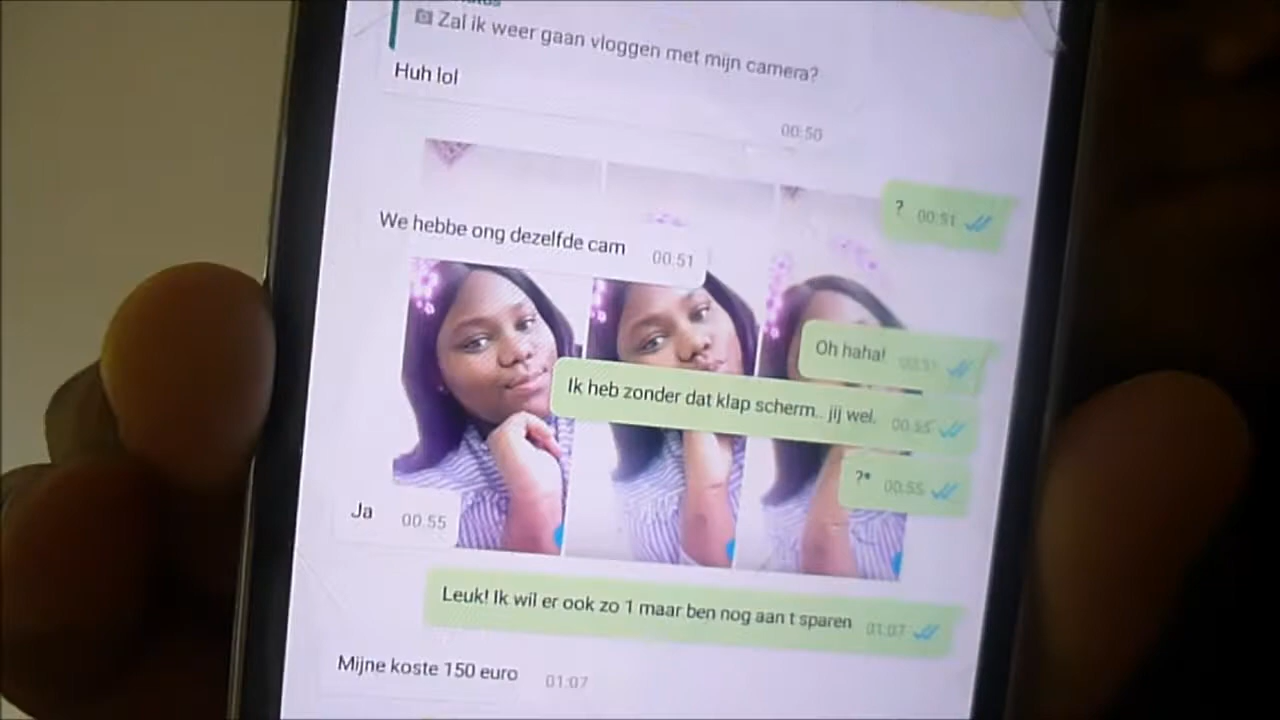 Zal ik weer gaan vloggen met mijn camera?
Huh lol
00:50
? 00:51
We hebbe ong dezelfde cam 00:51
Oh haha! 00:51
Ik heb zonder dat klap scherm.. jij wel. 00:55
?* 00:55
Ja 00:55
Leuk! Ik wil er ook zo 1 maar ben nog aan t sparen 01:07
Mijne koste 150 euro 01:07